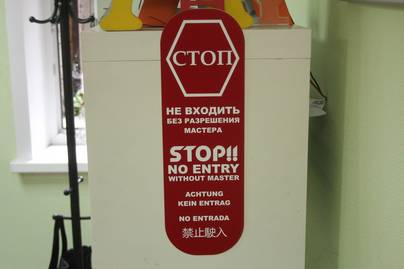 СТОП
НЕ ВХОДИТЬ
БЕЗ РАЗРЕШЕНИЯ
МАСТЕРА
STOP!!
NO ENTRY
WITHOUT MASTER
ACHTUNG
KEIN ENTRAG
NO ENTRADA
禁止駛入